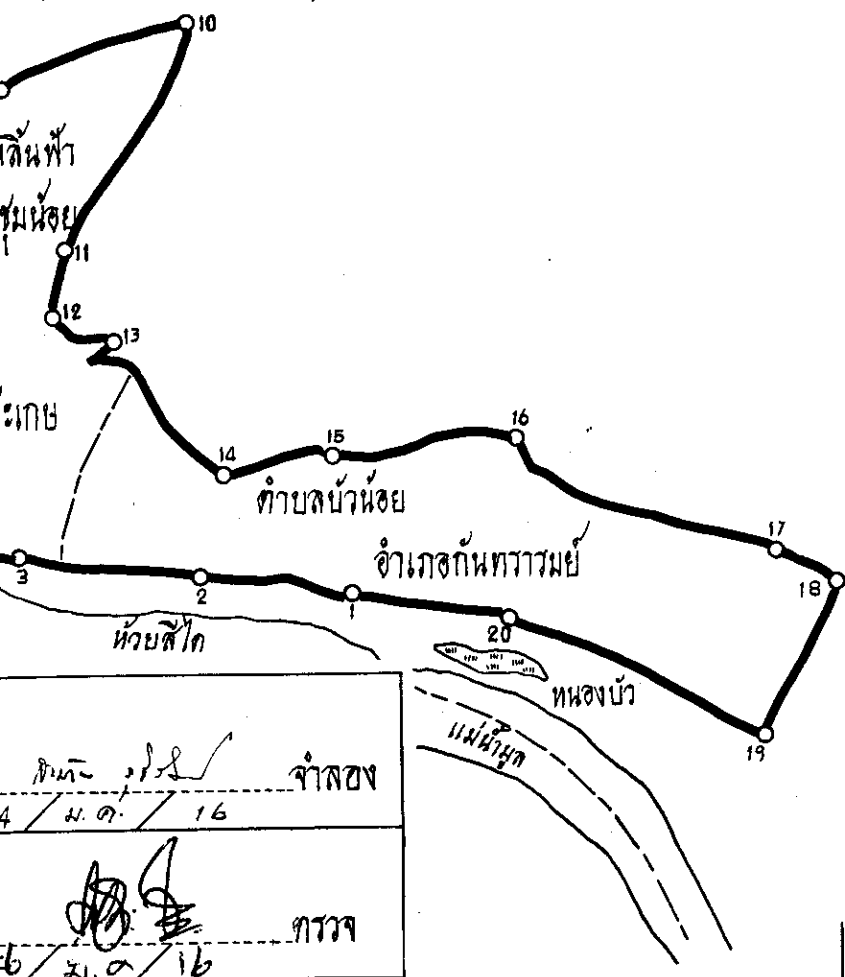 10
ลิ้นฟ้า
ชุมน้อย
11
12
13
ะเกษ
16
15
14
ตำบลบัวน้อย
17
อำเภอกันทรารมย์
18
3
2
1
20
ห้วยสีไค
หนองบัว
แม่น้ำมูล
19
จำลอง
4 / ม.ค. / 16
ตรวจ
6 / ม.ค / 16